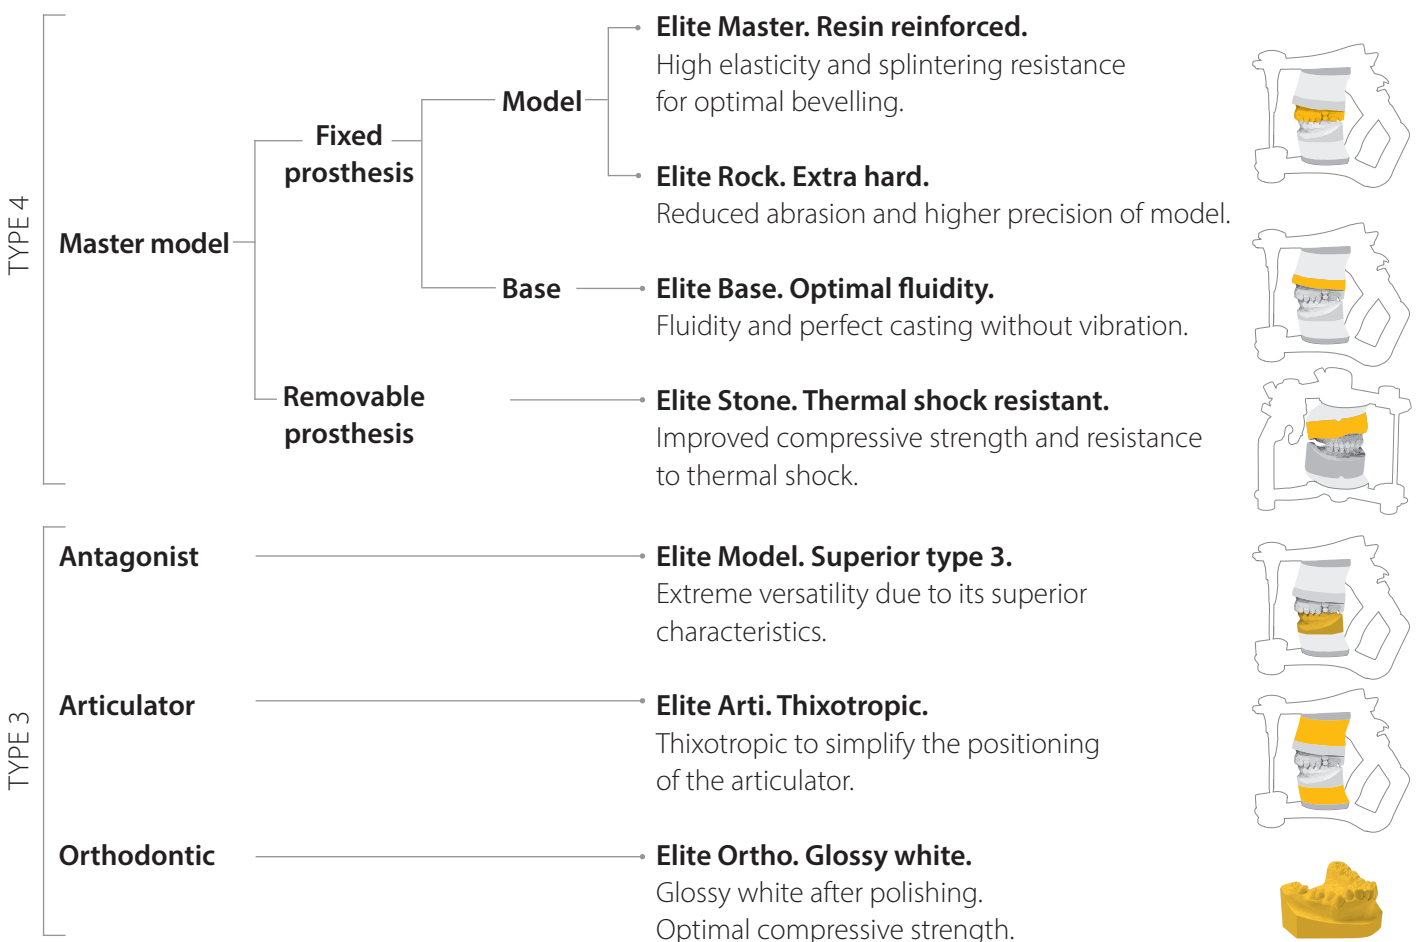 TYPE 4
Master model
Fixed
prosthesis
Model
Elite Master. Resin reinforced.
High elasticity and splintering resistance
for optimal bevelling.
Elite Rock. Extra hard.
Reduced abrasion and higher precision of model.
Base
Elite Base. Optimal fluidity.
Fluidity and perfect casting without vibration.
Removable
prosthesis
Elite Stone. Thermal shock resistant.
Improved compressive strength and resistance
to thermal shock.
TYPE 3
Antagonist
Elite Model. Superior type 3.
Extreme versatility due to its superior
characteristics.
Articulator
Elite Arti. Thixotropic.
Thixotropic to simplify the positioning
of the articulator.
Orthodontic
Elite Ortho. Glossy white.
Glossy white after polishing.
Optimal compressive strength.